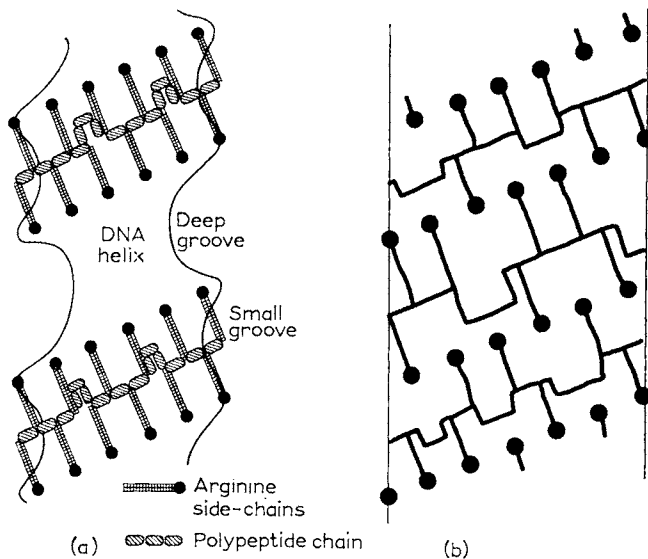 DNA
helix
Deep
groove
Small
groove
Arginine
side-chains
(a)
Polypeptide chain
(b)